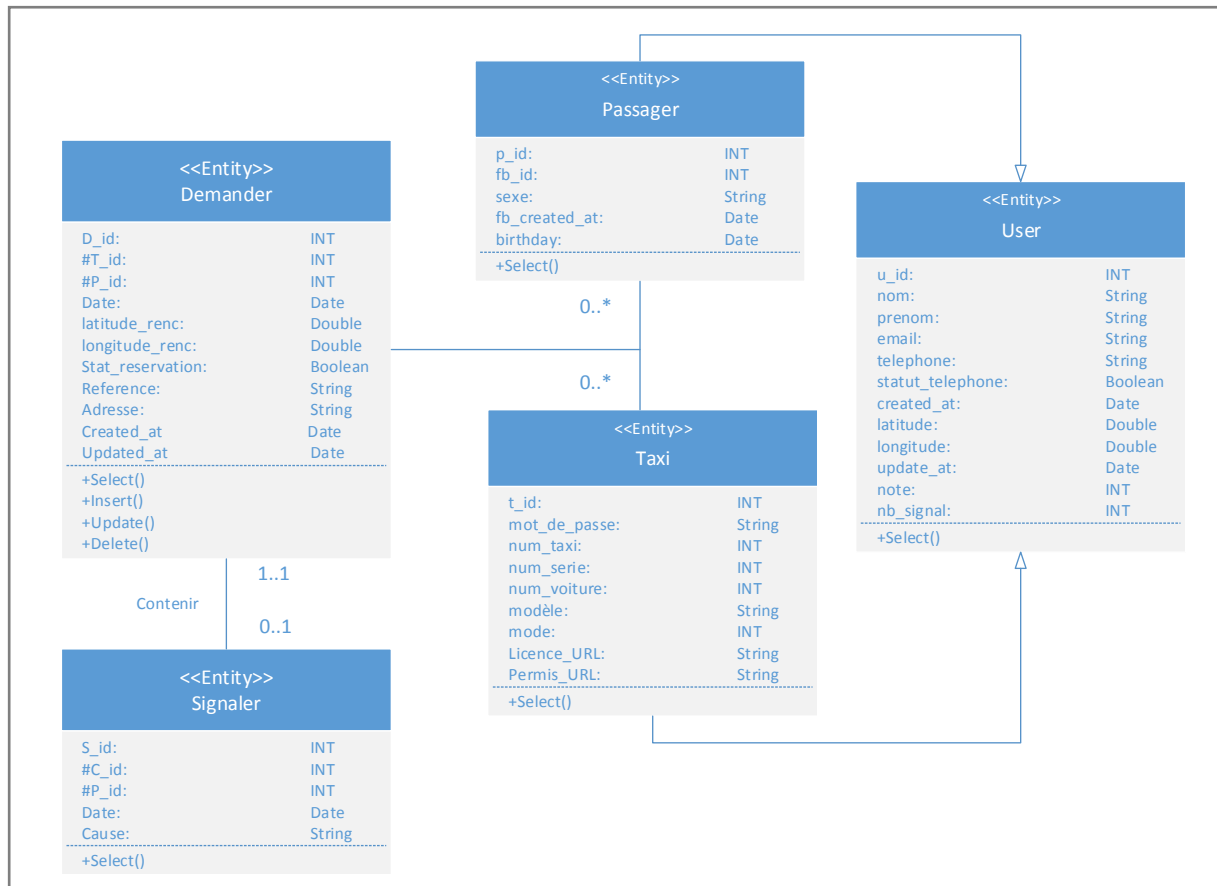 <<Entity>>
Passager
p_id: INT
fb_id: INT
sexe: String
fb_created_at: Date
birthday: Date
+Select()
<<Entity>>
Demander
D_id: INT
#T_id: INT
#P_id: INT
Date: Date
latitude_renc: Double
longitude_renc: Double
Stat_reservation: Boolean
Reference: String
Adresse: String
Created_at Date
Updated_at Date
+Select()
+Insert()
+Update()
+Delete()
<<Entity>>
User
u_id: INT
nom: String
prenom: String
email: String
telephone: String
statut_telephone: Boolean
created_at: Date
latitude: Double
longitude: Double
update_at: Date
note: INT
nb_signal: INT
+Select()
0..*
0..*
<<Entity>>
Taxi
t_id: INT
mot_de_passe: String
num_taxi: INT
num_serie: INT
num_voiture: INT
modèle: String
mode: INT
Licence_URL: String
Permis_URL: String
+Select()
1..1
Contenir
0..1
<<Entity>>
Signaler
S_id: INT
#C_id: INT
#P_id: INT
Date: Date
Cause: String
+Select()